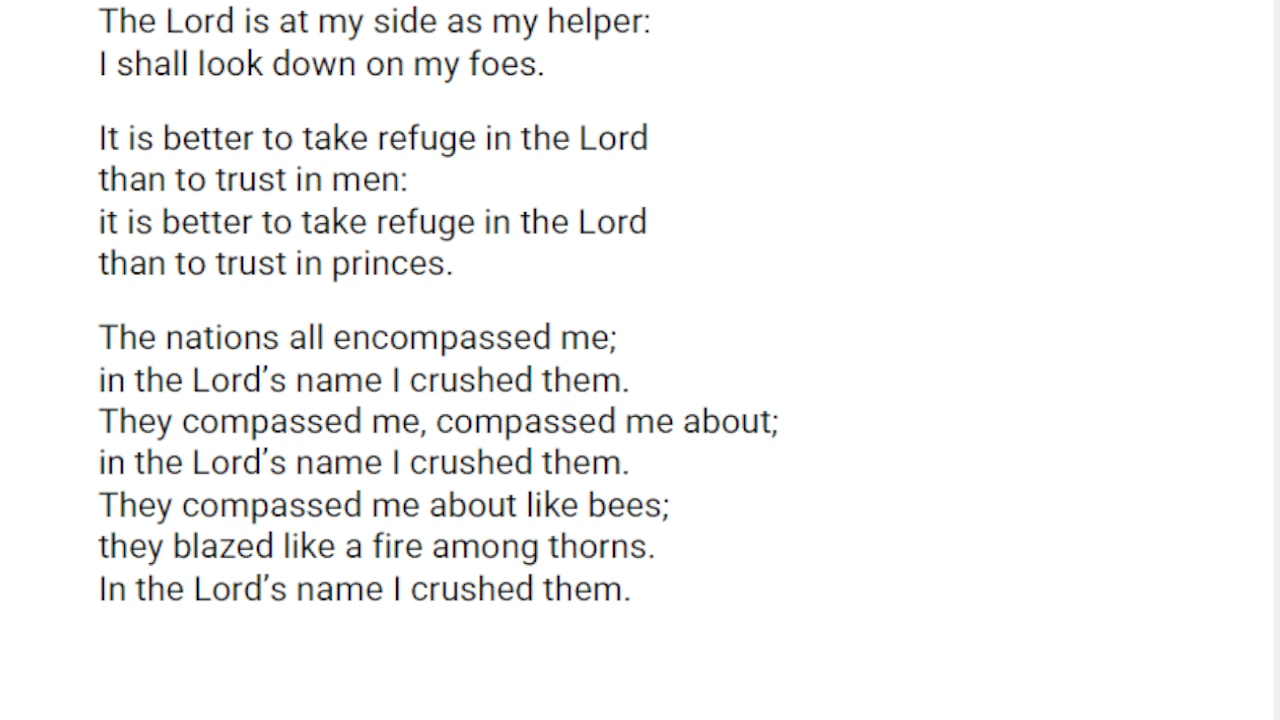 The Lord is at my side as my helper:
I shall look down on my foes.
It is better to take refuge in the Lord
than to trust in men:
it is better to take refuge in the Lord
than to trust in princes.
The nations all encompassed me;
in the Lord’s name I crushed them.
They compassed me, compassed me about;
in the Lord’s name I crushed them.
They compassed me about like bees;
they blazed like a fire among thorns.
In the Lord’s name I crushed them.